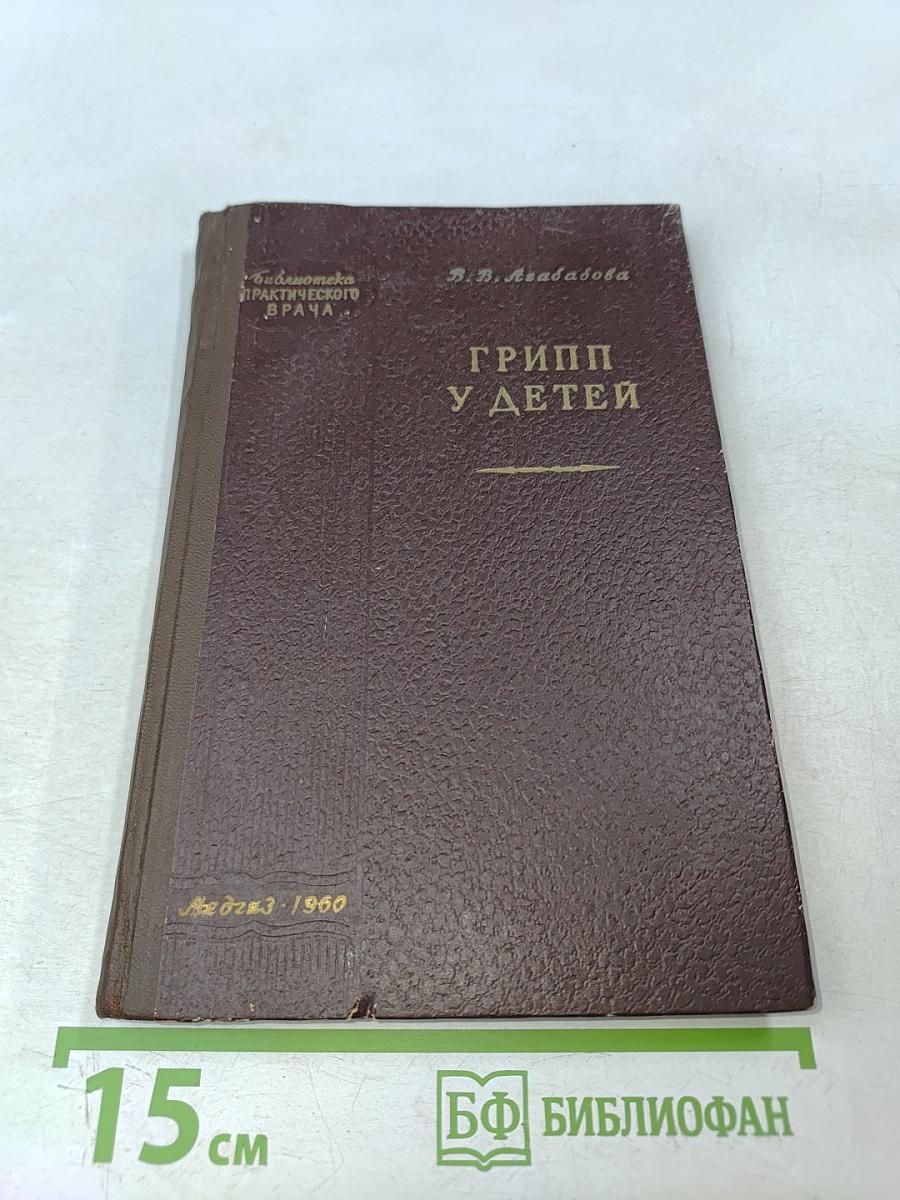 Библиотека
ПРАКТИЧЕСКОГО
ВРАЧА
В. В. Агабабова
ГРИПП
У ДЕТЕЙ
Медгиз · 1960
15 см
БФ БИБЛИОФАН